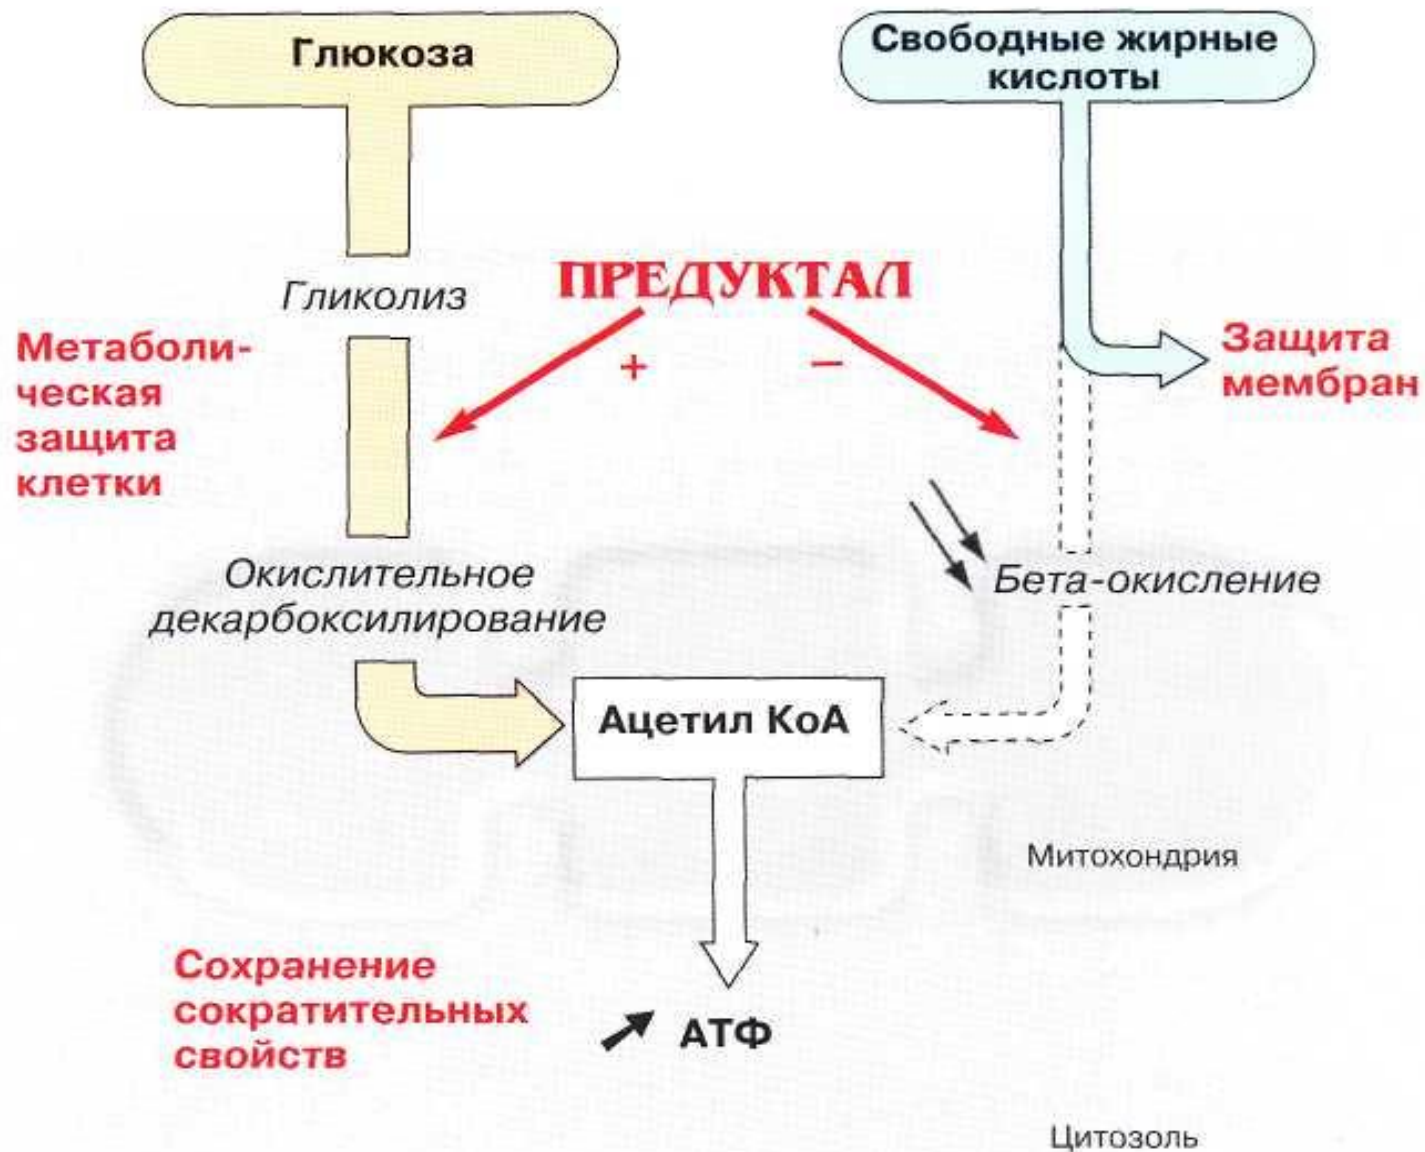 Глюкоза
Свободные жирные
кислоты
Гликолиз
ПРЕДУКТАЛ
+
−
Метаболи-
ческая
защита
клетки
Защита
мембран
Окислительное
декарбоксилирование
Бета-окисление
Ацетил КоА
Митохондрия
Сохранение
сократительных
свойств
АТФ
Цитозоль